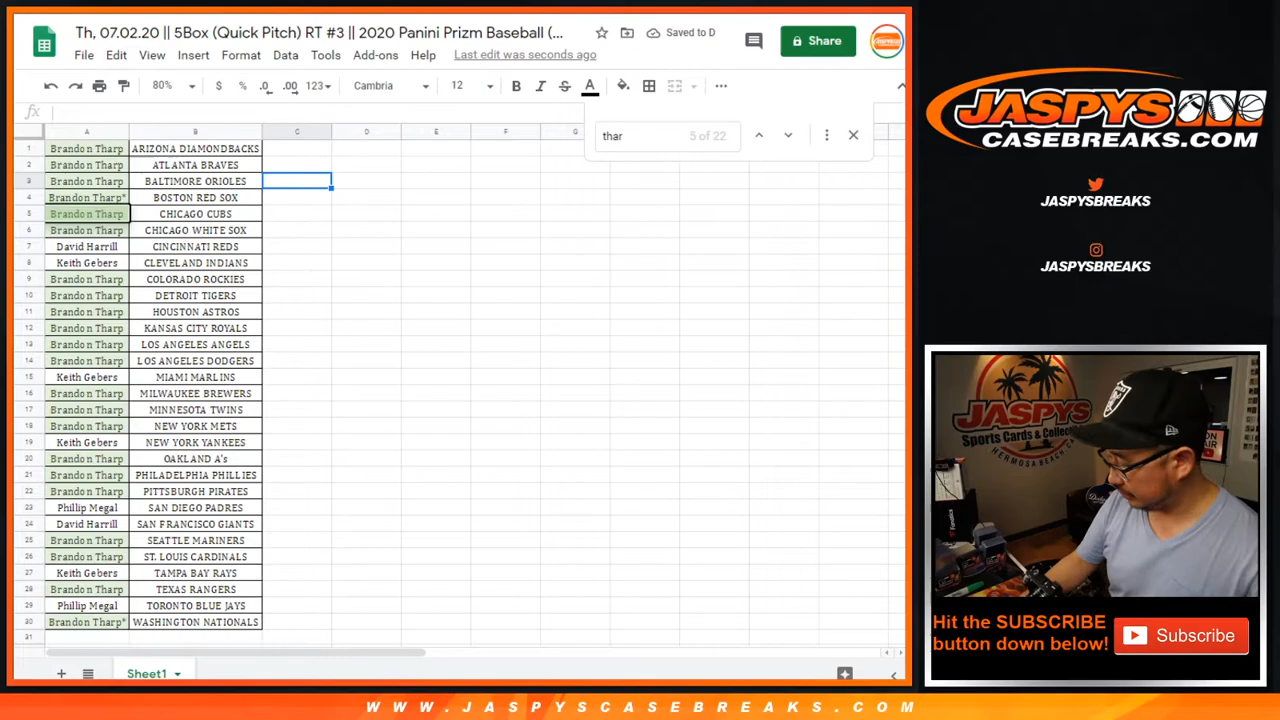 Th, 07.02.20 || 5Box (Quick Pitch) RT #3 || 2020 Panini Prizm Baseball (...
Saved to D
Share
File Edit View Insert Format Data Tools Add-ons Help Last edit was seconds ago
80% $ % .0 .00 123 Cambria 12 B I S A
fx
thar 5 of 22
A B C D E F G
1 Brandon Tharp ARIZONA DIAMONDBACKS
2 Brandon Tharp ATLANTA BRAVES
3 Brandon Tharp BALTIMORE ORIOLES
4 Brandon Tharp* BOSTON RED SOX
5 Brandon Tharp CHICAGO CUBS
6 Brandon Tharp CHICAGO WHITE SOX
7 David Harrill CINCINNATI REDS
8 Keith Gebers CLEVELAND INDIANS
9 Brandon Tharp COLORADO ROCKIES
10 Brandon Tharp DETROIT TIGERS
11 Brandon Tharp HOUSTON ASTROS
12 Brandon Tharp KANSAS CITY ROYALS
13 Brandon Tharp LOS ANGELES ANGELS
14 Brandon Tharp LOS ANGELES DODGERS
15 Keith Gebers MIAMI MARLINS
16 Brandon Tharp MILWAUKEE BREWERS
17 Brandon Tharp MINNESOTA TWINS
18 Brandon Tharp NEW YORK METS
19 Keith Gebers NEW YORK YANKEES
20 Brandon Tharp OAKLAND A's
21 Brandon Tharp PHILADELPHIA PHILLIES
22 Brandon Tharp PITTSBURGH PIRATES
23 Phillip Megal SAN DIEGO PADRES
24 David Harrill SAN FRANCISCO GIANTS
25 Brandon Tharp SEATTLE MARINERS
26 Brandon Tharp ST. LOUIS CARDINALS
27 Keith Gebers TAMPA BAY RAYS
28 Brandon Tharp TEXAS RANGERS
29 Phillip Megal TORONTO BLUE JAYS
30 Brandon Tharp* WASHINGTON NATIONALS
31
Sheet1
JASPYS
CASEBREAKS.COM
JASPYSBREAKS
JASPYSBREAKS
JASPYS
Sports Cards & Collec
HERMOSA BEACH, CA
ON
AIR
Hit the SUBSCRIBE
button down below!
Subscribe
WWW.JASPYSCASEBREAKS.COM